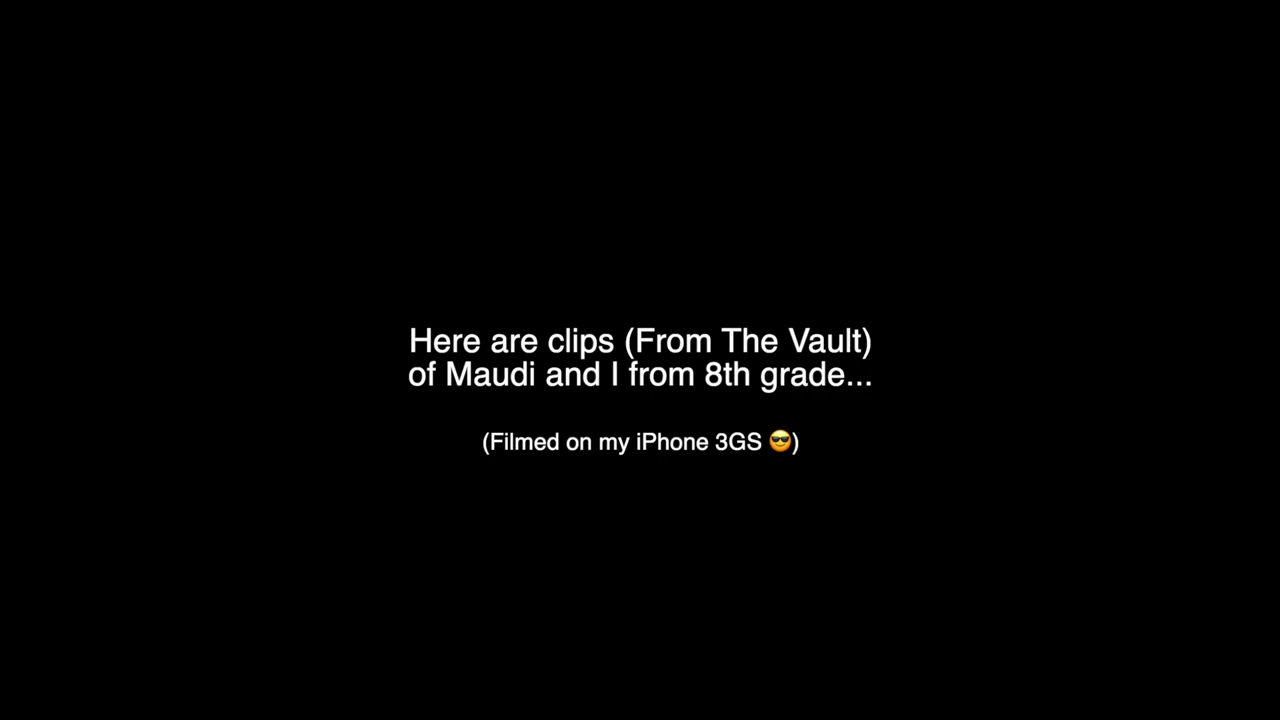 Here are clips (From The Vault)
of Maudi and I from 8th grade...
(Filmed on my iPhone 3GS 😎)